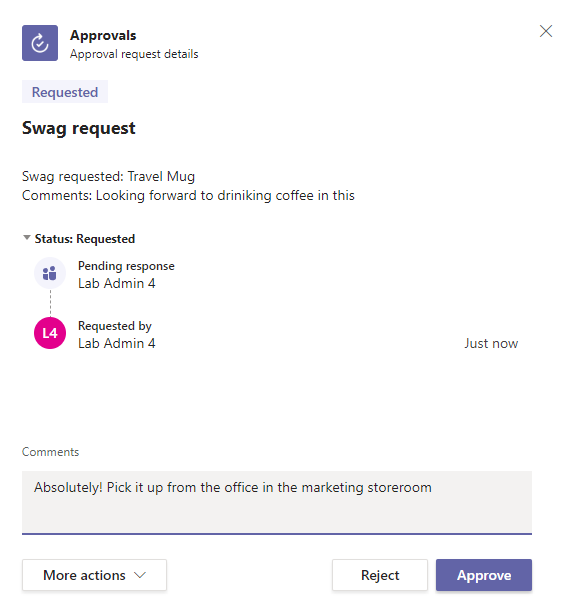 Approvals
Approval request details
Requested
Swag request
Swag requested: Travel Mug
Comments: Looking forward to driniking coffee in this
Status: Requested
Pending response
Lab Admin 4
L4
Requested by
Lab Admin 4
Just now
Comments
Absolutely! Pick it up from the office in the marketing storeroom
More actions
Reject
Approve